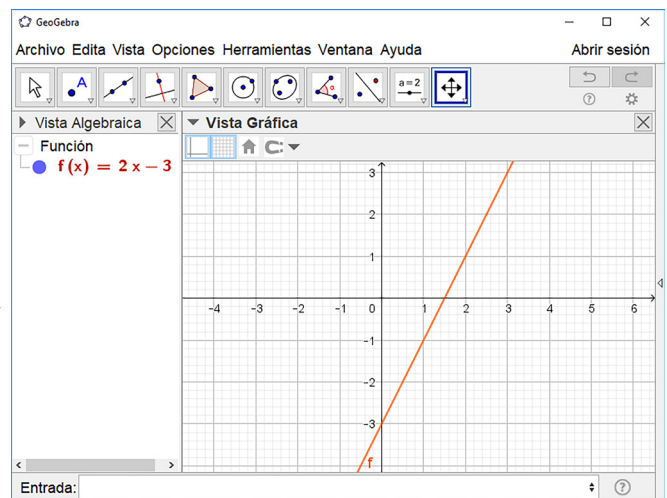 GeoGebra
Archivo Edita Vista Opciones Herramientas Ventana Ayuda Abrir sesión
A α a=2
Vista Algebraica Vista Gráfica
Función
f(x) = 2 x − 3
3
2
1
-4 -3 -2 -1 0 1 2 3 4 5 6
-1
-2
-3
f
Entrada: